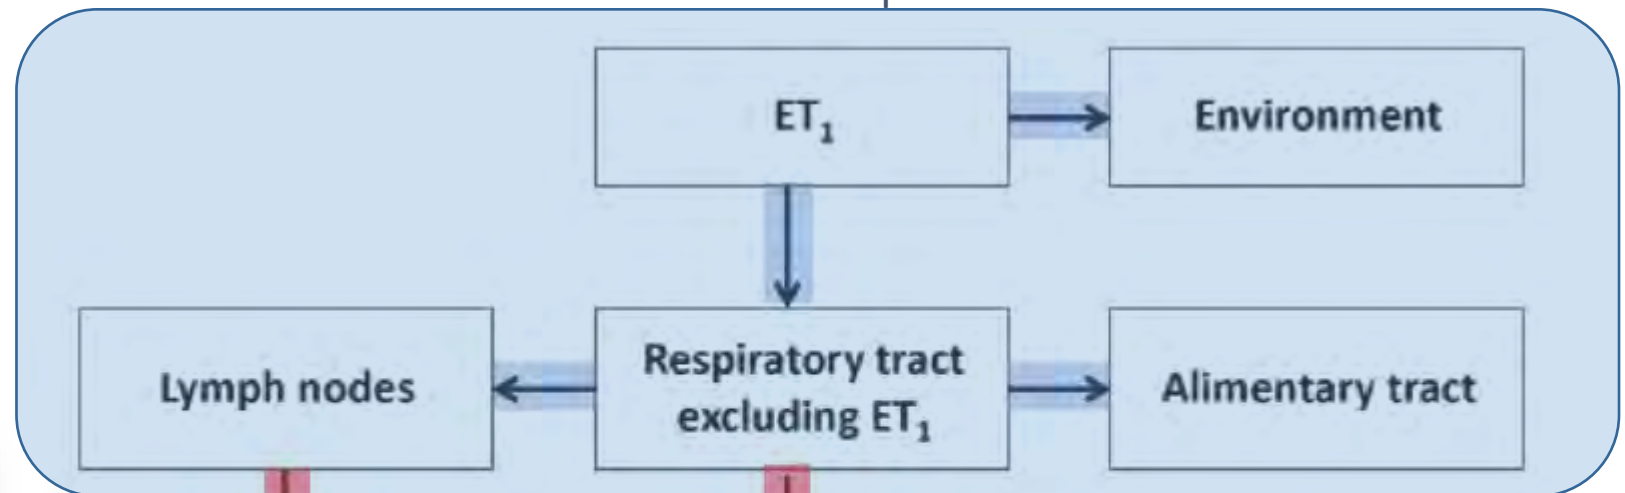 ET₁
Environment
Lymph nodes
Respiratory tract
excluding ET₁
Alimentary tract